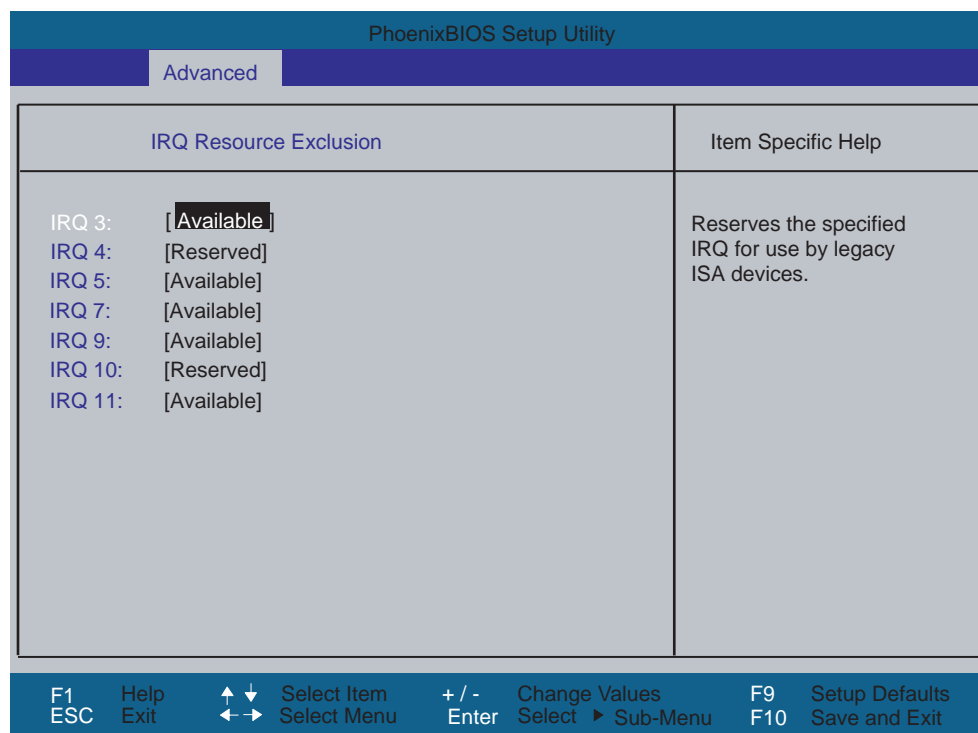 PhoenixBIOS Setup Utility
Advanced
IRQ Resource Exclusion
Item Specific Help
IRQ 3: [ Available ]
IRQ 4: [Reserved]
IRQ 5: [Available]
IRQ 7: [Available]
IRQ 9: [Available]
IRQ 10: [Reserved]
IRQ 11: [Available]
Reserves the specified
IRQ for use by legacy
ISA devices.
F1 Help Select Item + / - Change Values F9 Setup Defaults
ESC Exit Select Menu Enter Select Sub-Menu F10 Save and Exit